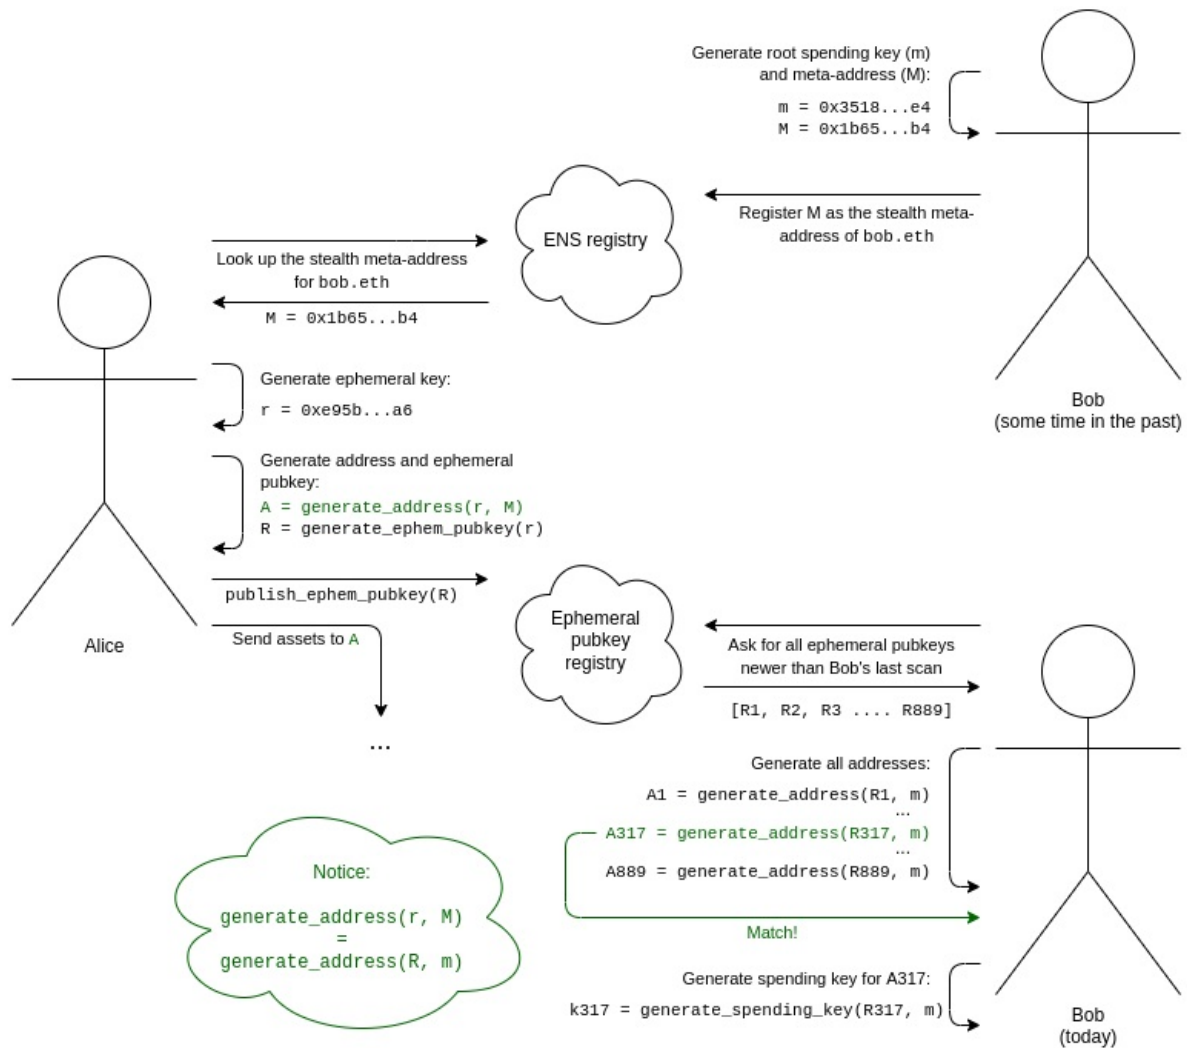 Generate root spending key (m)
and meta-address (M):
m = 0x3518...e4
M = 0x1b65...b4
Register M as the stealth meta-
address of bob.eth
ENS registry
Look up the stealth meta-address
for bob.eth
M = 0x1b65...b4
Bob
(some time in the past)
Generate ephemeral key:
r = 0xe95b...a6
Generate address and ephemeral
pubkey:
A = generate_address(r, M)
R = generate_ephem_pubkey(r)
publish_ephem_pubkey(R)
Alice
Send assets to A
...
Ephemeral
pubkey
registry
Ask for all ephemeral pubkeys
newer than Bob's last scan
[R1, R2, R3 .... R889]
Generate all addresses:
A1 = generate_address(R1, m)
...
A317 = generate_address(R317, m)
...
A889 = generate_address(R889, m)
Match!
Notice:
generate_address(r, M)
=
generate_address(R, m)
Generate spending key for A317:
k317 = generate_spending_key(R317, m)
Bob
(today)